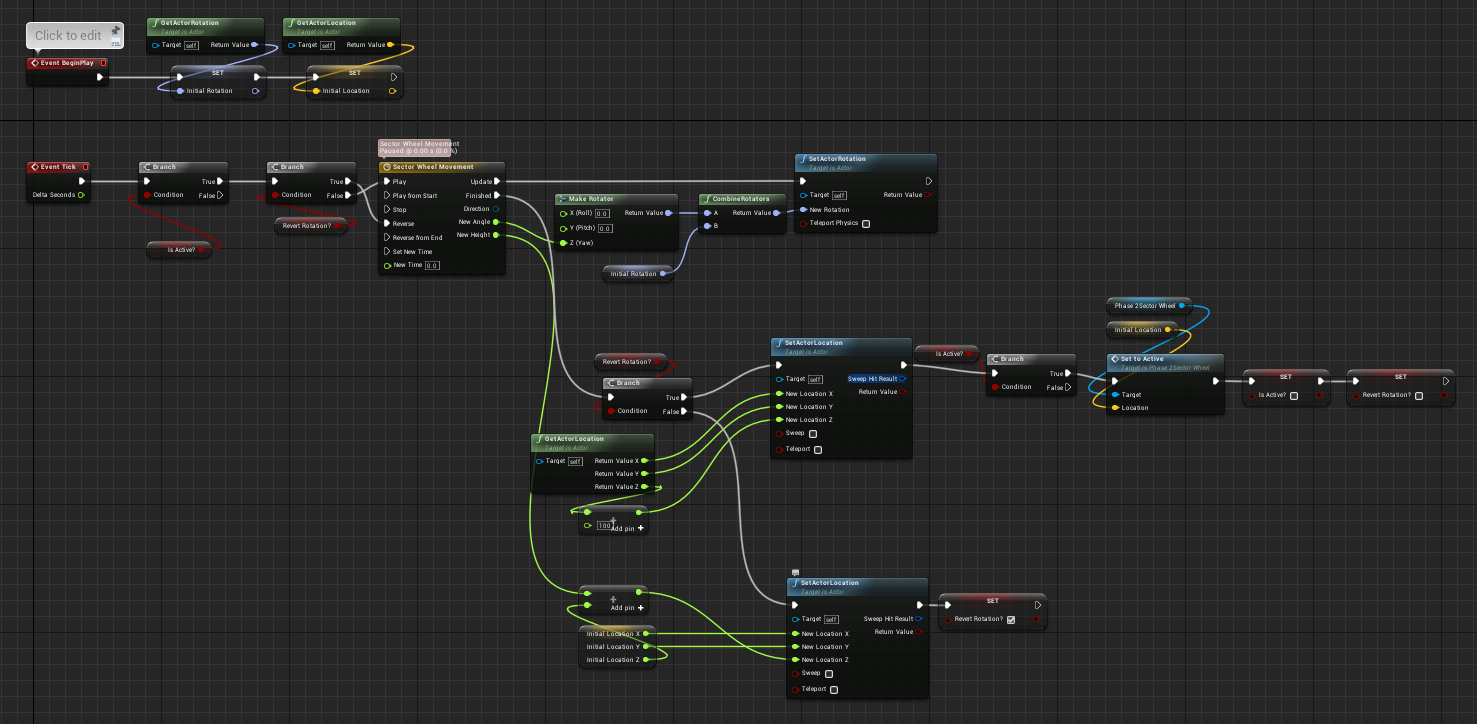 Click to edit
GetActorRotation
Target is Actor
Target self Return Value
GetActorLocation
Target is Actor
Target self Return Value
Event BeginPlay
SET
Initial Rotation
SET
Initial Location
Event Tick
Delta Seconds
Branch
True
Condition False
Is Active?
Branch
True
Condition False
Revert Rotation?
Sector Wheel Movement
Paused @ 0.00 s (0.0 %)
Sector Wheel Movement
Play Update
Play from Start Finished
Stop Direction
Reverse New Angle
Reverse from End New Height
Set New Time
New Time 0.0
Make Rotator
X (Roll) 0.0 Return Value
Y (Pitch) 0.0
Z (Yaw)
Initial Rotation
CombineRotators
A Return Value
B
SetActorRotation
Target is Actor
Target self Return Value
New Rotation
Teleport Physics
Revert Rotation?
Branch
True
Condition False
GetActorLocation
Target is Actor
Target self Return Value X
Return Value Y
Return Value Z
100
Add pin +
SetActorLocation
Target is Actor
Target self Sweep Hit Result
New Location X Return Value
New Location Y
New Location Z
Sweep
Teleport
Is Active?
Branch
True
Condition False
Phase 2Sector Wheel
Initial Location
Set to Active
Target is Phase 2Sector Wheel
Target
Location
SET
Is Active?
SET
Revert Rotation?
Add pin +
Initial Location X
Initial Location Y
Initial Location Z
SetActorLocation
Target is Actor
Target self Sweep Hit Result
New Location X Return Value
New Location Y
New Location Z
Sweep
Teleport
SET
Revert Rotation?